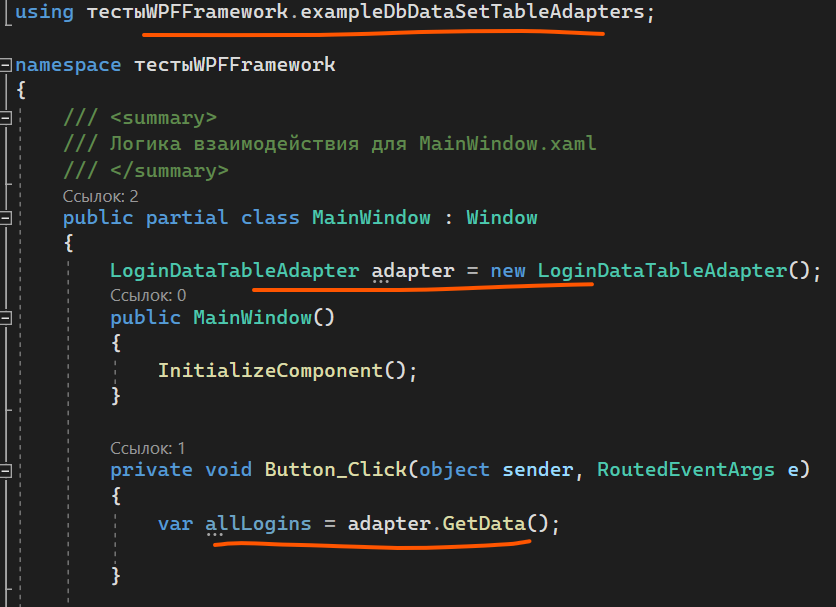 using тестыWPFFramework.exampleDbDataSetTableAdapters;
namespace тестыWPFFramework
{
/// <summary>
/// Логика взаимодействия для MainWindow.xaml
/// </summary>
Ссылок: 2
public partial class MainWindow : Window
{
LoginDataTableAdapter adapter = new LoginDataTableAdapter();
Ссылок: 0
public MainWindow()
{
InitializeComponent();
}
Ссылок: 1
private void Button_Click(object sender, RoutedEventArgs e)
{
var allLogins = adapter.GetData();
}